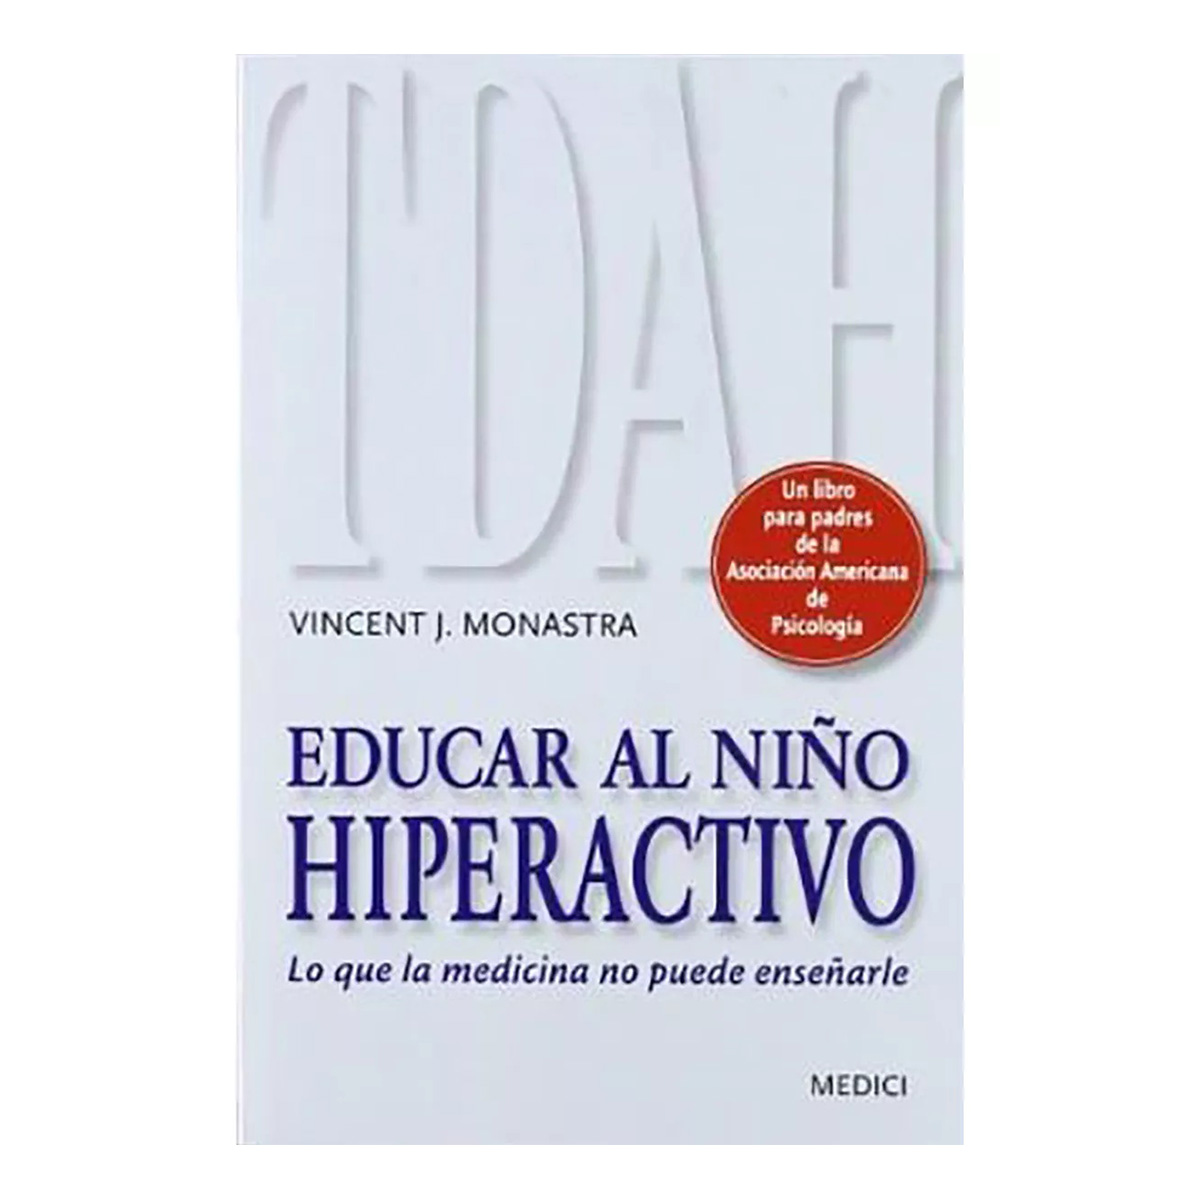 TDAH
Un libro
para padres
de la
Asociación Americana
de
Psicología
VINCENT J. MONASTRA
EDUCAR AL NIÑO
HIPERACTIVO
Lo que la medicina no puede enseñarle
MEDICI